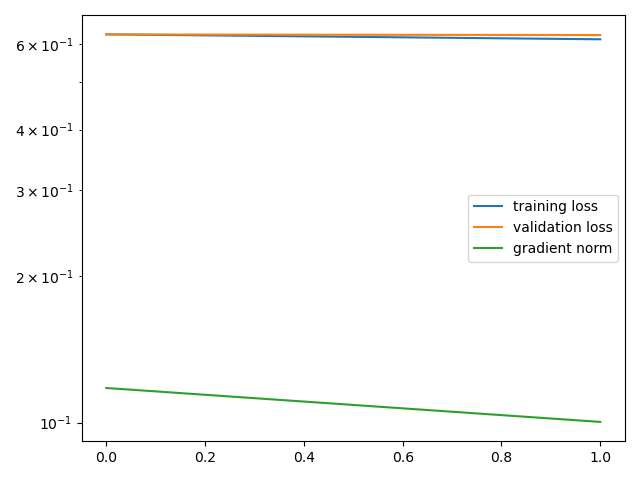 6 × 10⁻¹
4 × 10⁻¹
3 × 10⁻¹
2 × 10⁻¹
10⁻¹
training loss
validation loss
gradient norm
0.0 0.2 0.4 0.6 0.8 1.0